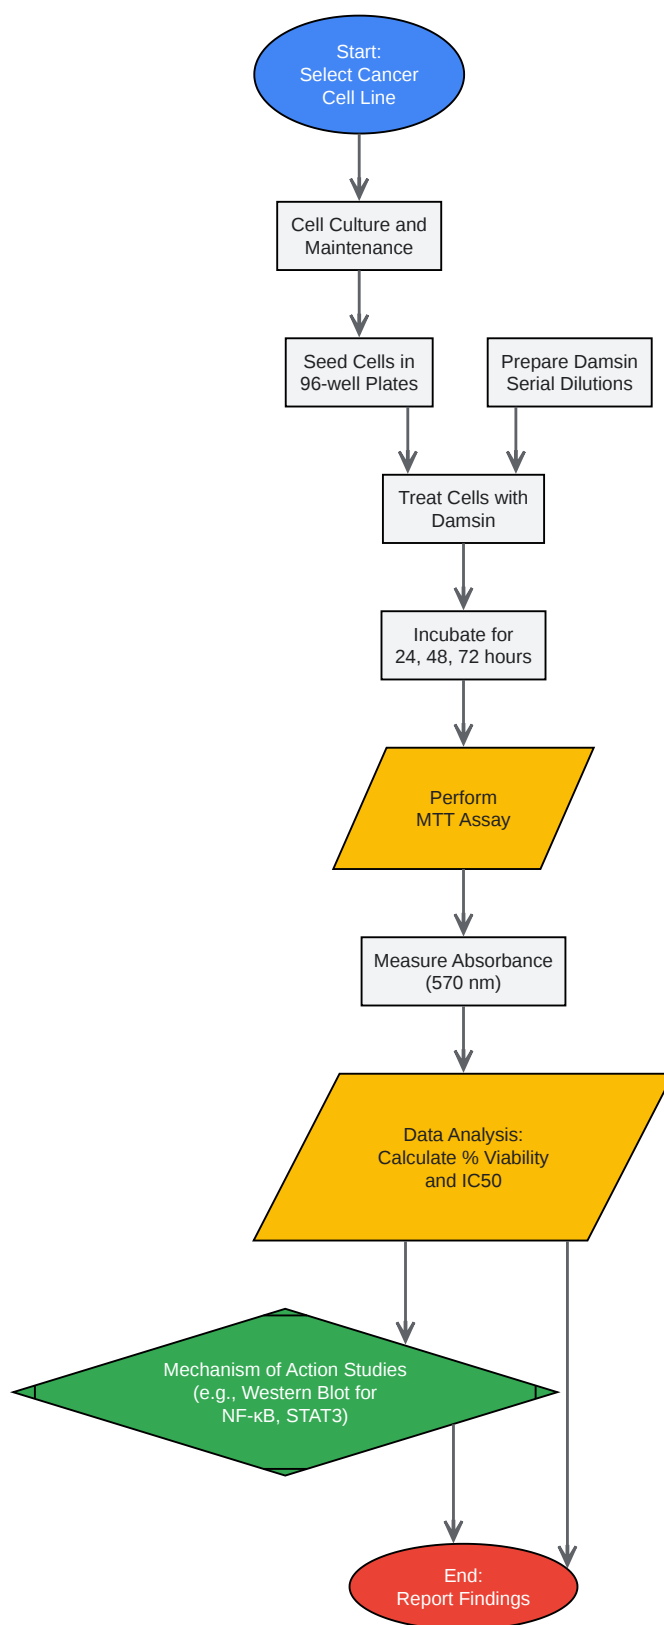 Start:
Select Cancer
Cell Line
Cell Culture and
Maintenance
Seed Cells in
96-well Plates
Prepare Damsin
Serial Dilutions
Treat Cells with
Damsin
Incubate for
24, 48, 72 hours
Perform
MTT Assay
Measure Absorbance
(570 nm)
Data Analysis:
Calculate % Viability
and IC50
Mechanism of Action Studies
(e.g., Western Blot for
NF-κB, STAT3)
End:
Report Findings